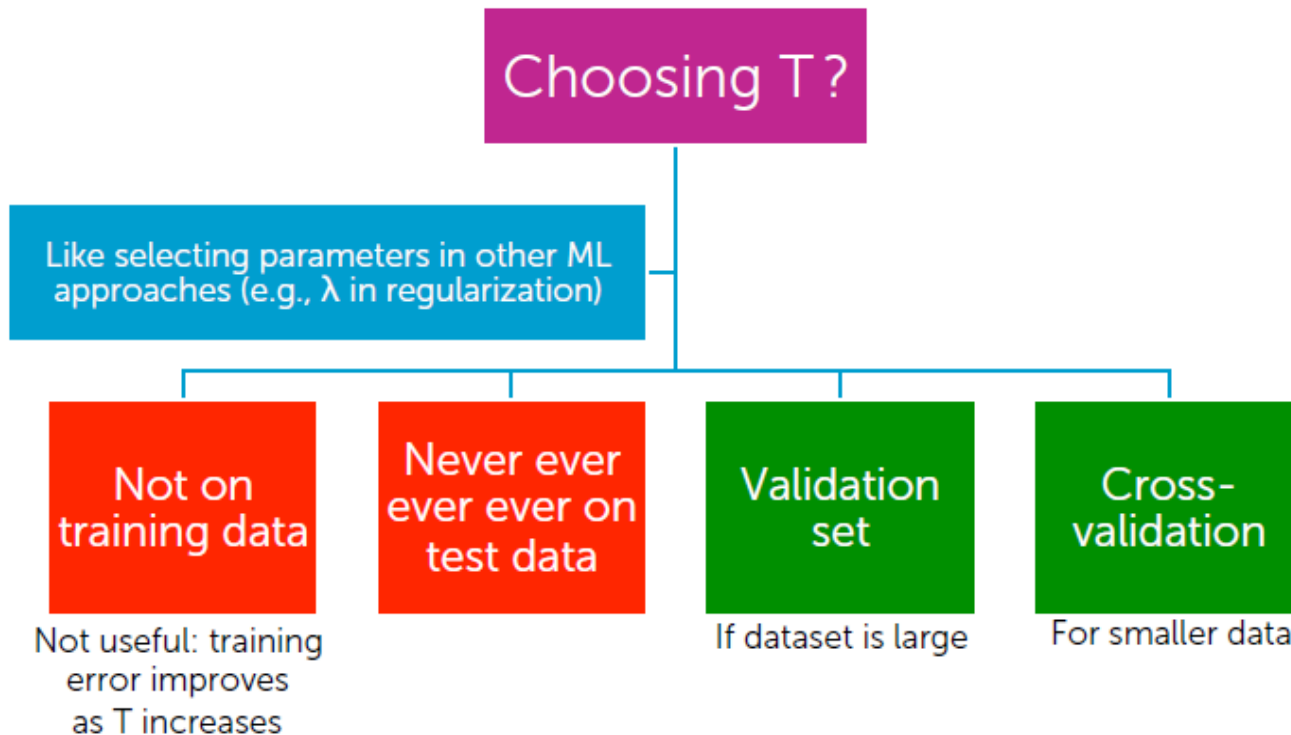 Choosing T?
Like selecting parameters in other ML
approaches (e.g., λ in regularization)
Not on
training data
Not useful: training
error improves
as T increases
Never ever
ever ever on
test data
Validation
set
If dataset is large
Cross-
validation
For smaller data